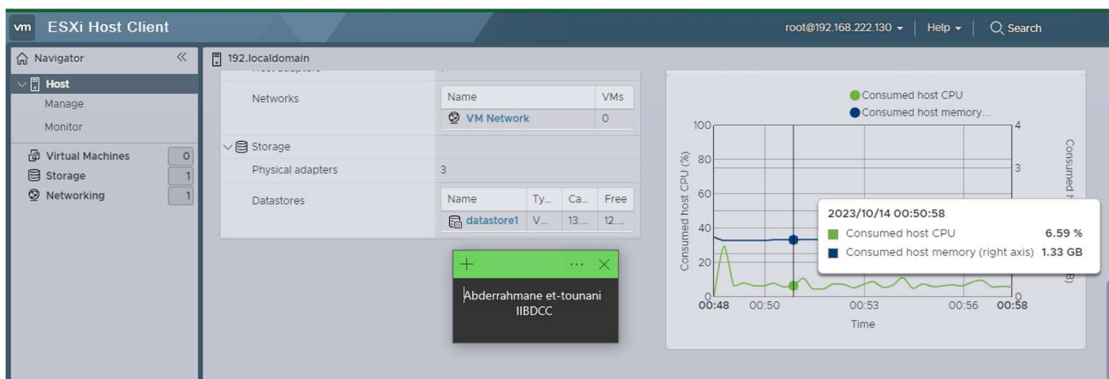 vm ESXi Host Client
root@192.168.222.130
Help
Search
Navigator
192.localdomain
Host
Manage
Monitor
Virtual Machines 0
Storage 1
Networking 1
Networks
Name VMs
VM Network 0
Storage
Physical adapters 3
Datastores
Name Ty... Ca... Free
datastore1 V... 13.... 12....
Abderrahmane et-tounani
IIBDCC
Consumed host CPU
Consumed host memory...
Consumed host CPU (%)
100
80
60
40
20
0
4
3
0
Consumed
00:48 00:50 00:53 00:56 00:58
Time
2023/10/14 00:50:58
Consumed host CPU 6.59 %
Consumed host memory (right axis) 1.33 GB